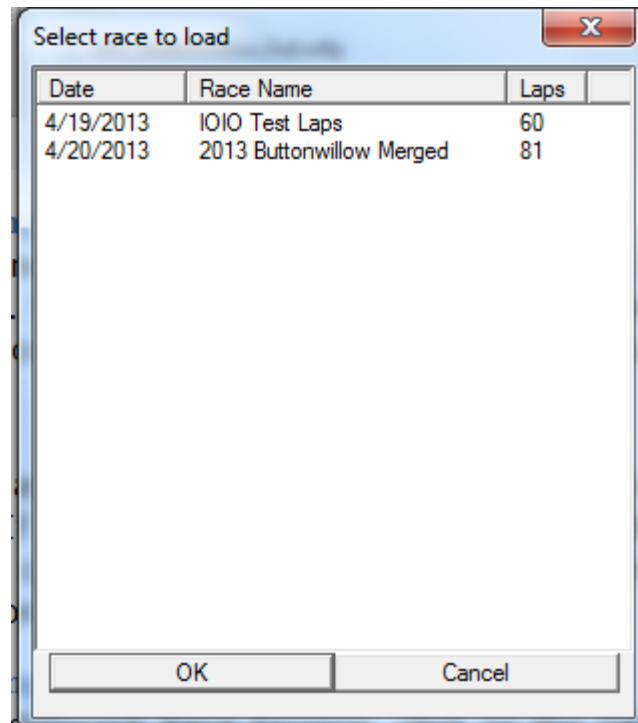 Select race to load
Date Race Name Laps
4/19/2013 IOIO Test Laps 60
4/20/2013 2013 Buttonwillow Merged 81
OK Cancel